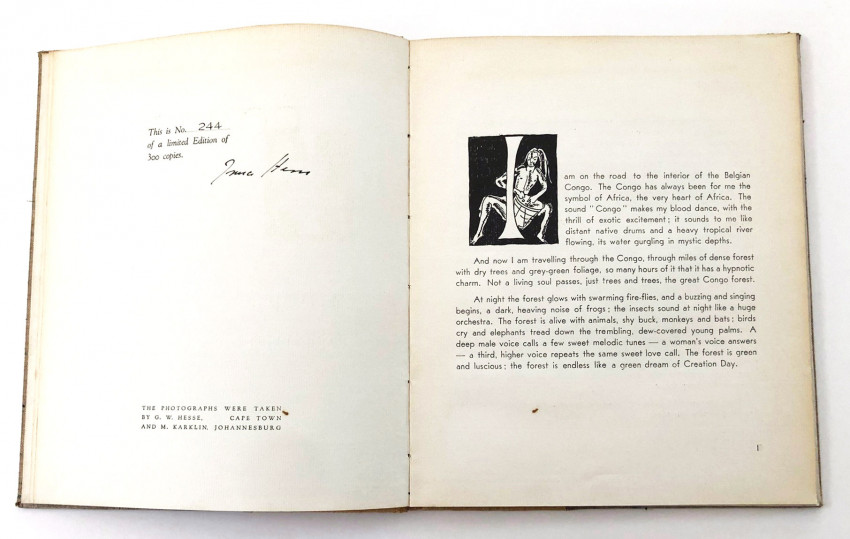 This is No. 244
of a limited Edition of
300 copies.
THE PHOTOGRAPHS WERE TAKEN
BY G. W. HESSE, CAPE TOWN
AND M. KARKLIN, JOHANNESBURG
I am on the road to the interior of the Belgian
Congo. The Congo has always been for me the
symbol of Africa, the very heart of Africa. The
sound "Congo" makes my blood dance, with the
thrill of exotic excitement; it sounds to me like
distant native drums and a heavy tropical river
flowing, its water gurgling in mystic depths.
And now I am travelling through the Congo, through miles of dense forest
with dry trees and grey-green foliage, so many hours of it that it has a hypnotic
charm. Not a living soul passes, just trees and trees, the great Congo forest.
At night the forest glows with swarming fire-flies, and a buzzing and singing
begins, a dark, heaving noise of frogs; the insects sound at night like a huge
orchestra. The forest is alive with animals, shy buck, monkeys and bats; birds
cry and elephants tread down the trembling, dew-covered young palms. A
deep male voice calls a few sweet melodic tunes — a woman's voice answers
— a third, higher voice repeats the same sweet love call. The forest is green
and luscious; the forest is endless like a green dream of Creation Day.
1